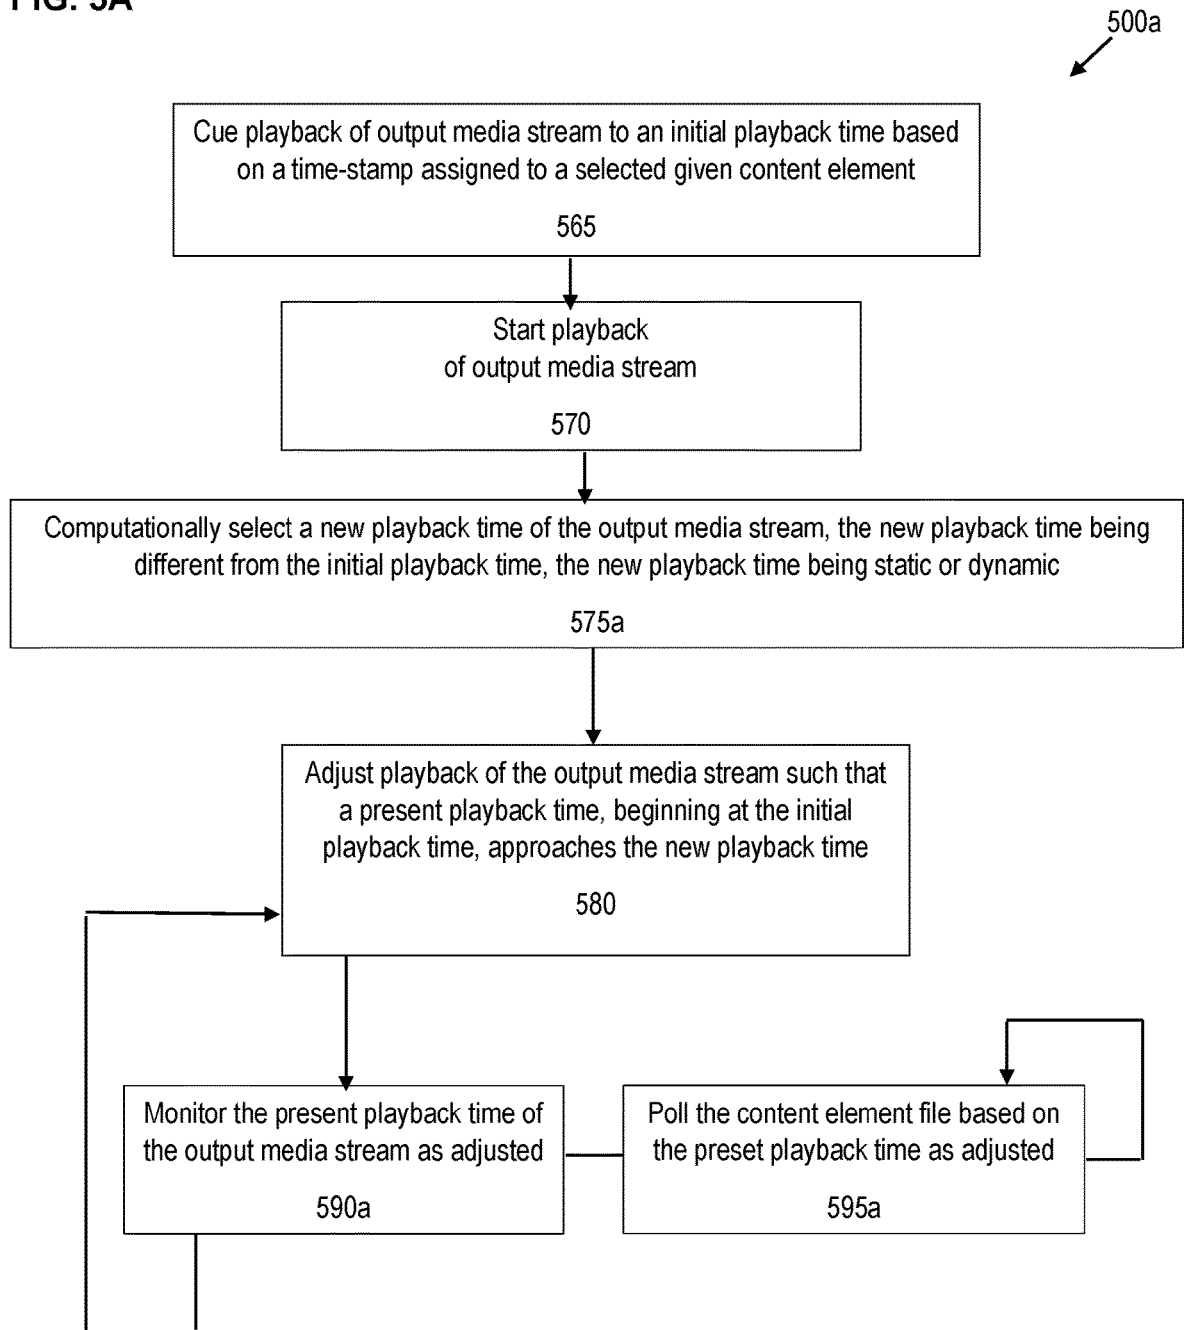 500a
Cue playback of output media stream to an initial playback time based
on a time-stamp assigned to a selected given content element
565
Start playback
of output media stream
570
Computationally select a new playback time of the output media stream, the new playback time being
different from the initial playback time, the new playback time being static or dynamic
575a
Adjust playback of the output media stream such that
a present playback time, beginning at the initial
playback time, approaches the new playback time
580
Monitor the present playback time of
the output media stream as adjusted
590a
Poll the content element file based on
the preset playback time as adjusted
595a